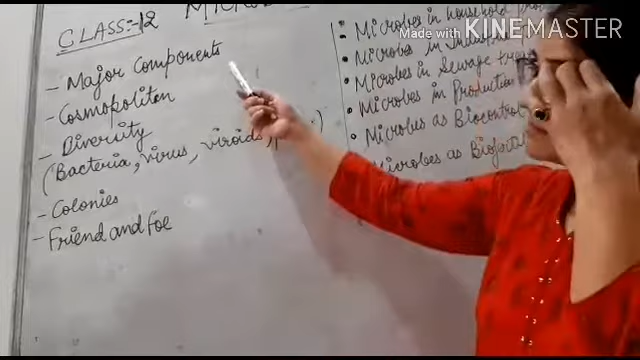 CLASS:-12
- Major Components
- Cosmopoliten
- Diversity
(Bacteria, virus, viroids,
- Colonies
- Friend and Foe
Microbes in household
Microbes in
Microbes in Sewage
Microbes in Production
Microbes as Biocontrol
Microbes as
Made with KINEMASTER